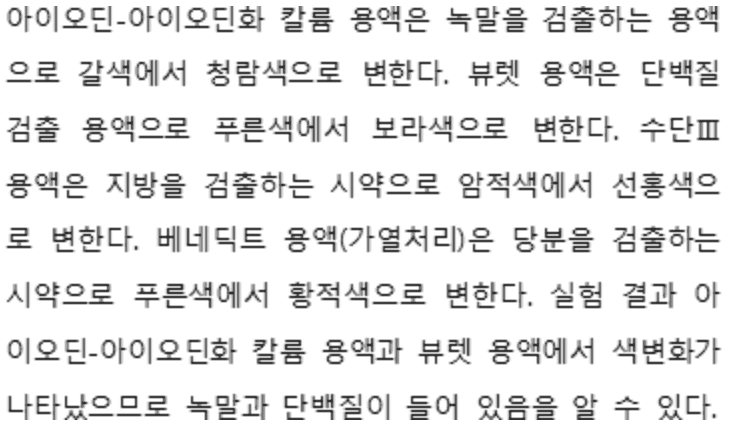 아이오딘-아이오딘화 칼륨 용액은 녹말을 검출하는 용액
으로 갈색에서 청람색으로 변한다. 뷰렛 용액은 단백질
검출 용액으로 푸른색에서 보라색으로 변한다. 수단Ⅲ
용액은 지방을 검출하는 시약으로 암적색에서 선홍색으
로 변한다. 베네딕트 용액(가열처리)은 당분을 검출하는
시약으로 푸른색에서 황적색으로 변한다. 실험 결과 아
이오딘-아이오딘화 칼륨 용액과 뷰렛 용액에서 색변화가
나타났으므로 녹말과 단백질이 들어 있음을 알 수 있다.